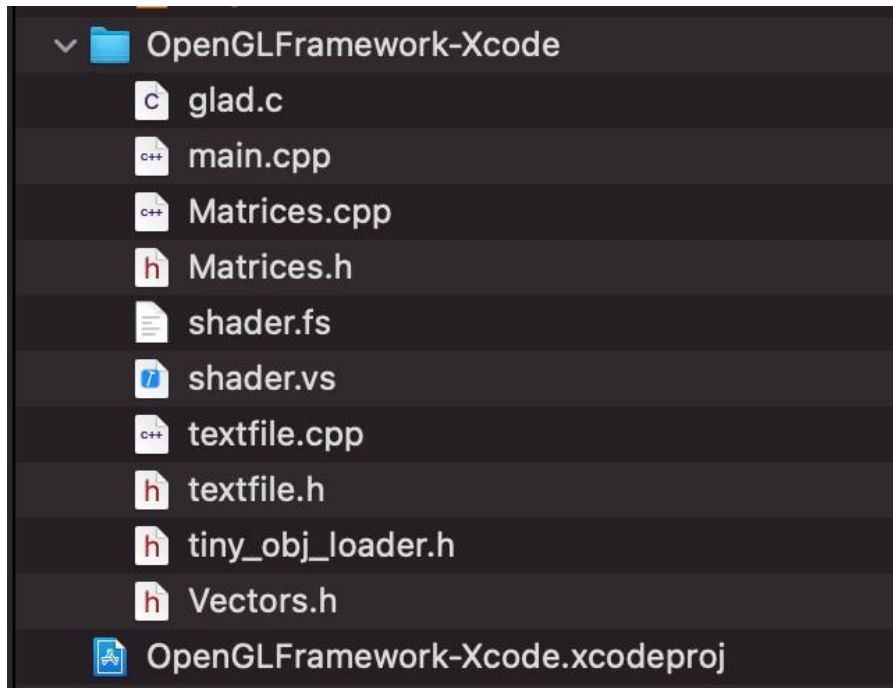 OpenGLFramework-Xcode
C glad.c
c++ main.cpp
c++ Matrices.cpp
h Matrices.h
shader.fs
shader.vs
c++ textfile.cpp
h textfile.h
h tiny_obj_loader.h
h Vectors.h
OpenGLFramework-Xcode.xcodeproj